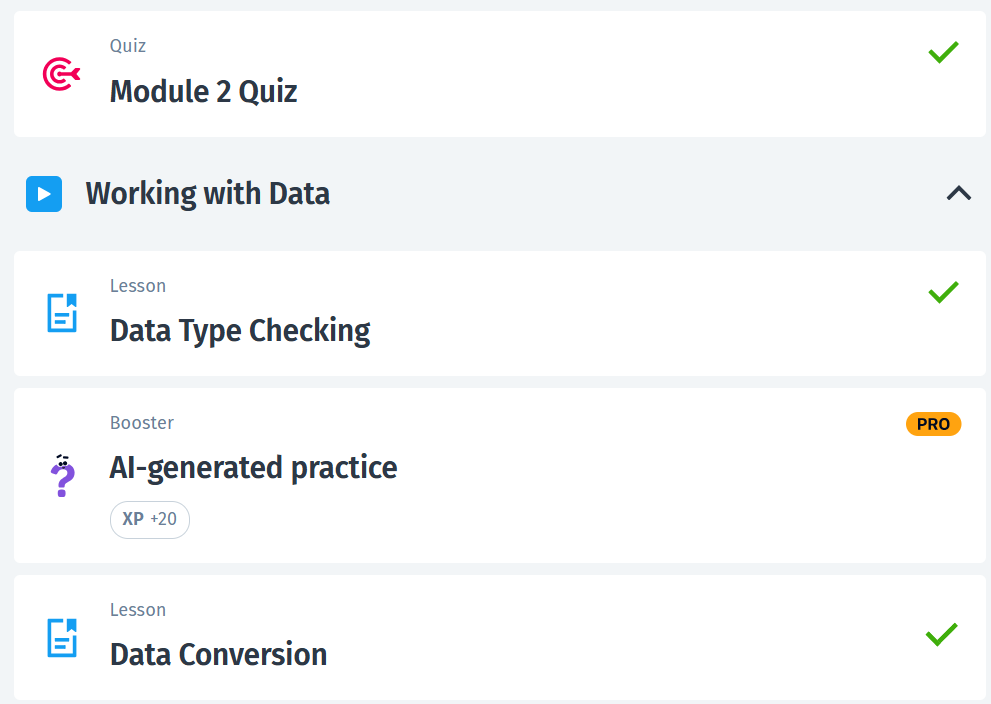 Quiz
Module 2 Quiz
Working with Data
Lesson
Data Type Checking
Booster
PRO
AI-generated practice
XP +20
Lesson
Data Conversion